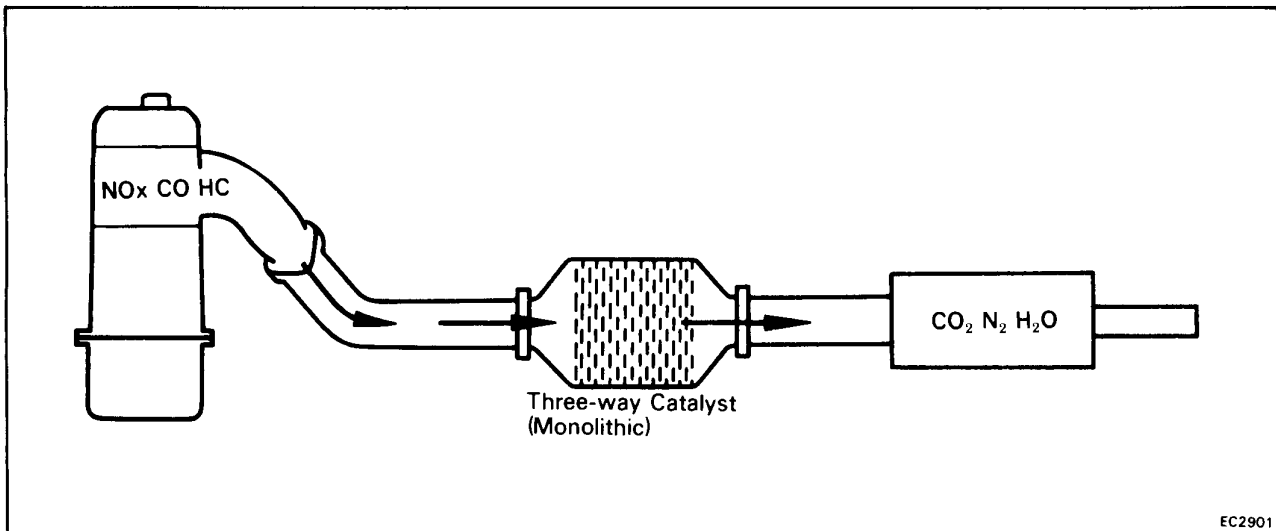 NOx CO HC
CO₂ N₂ H₂O
Three-way Catalyst
(Monolithic)
EC2901